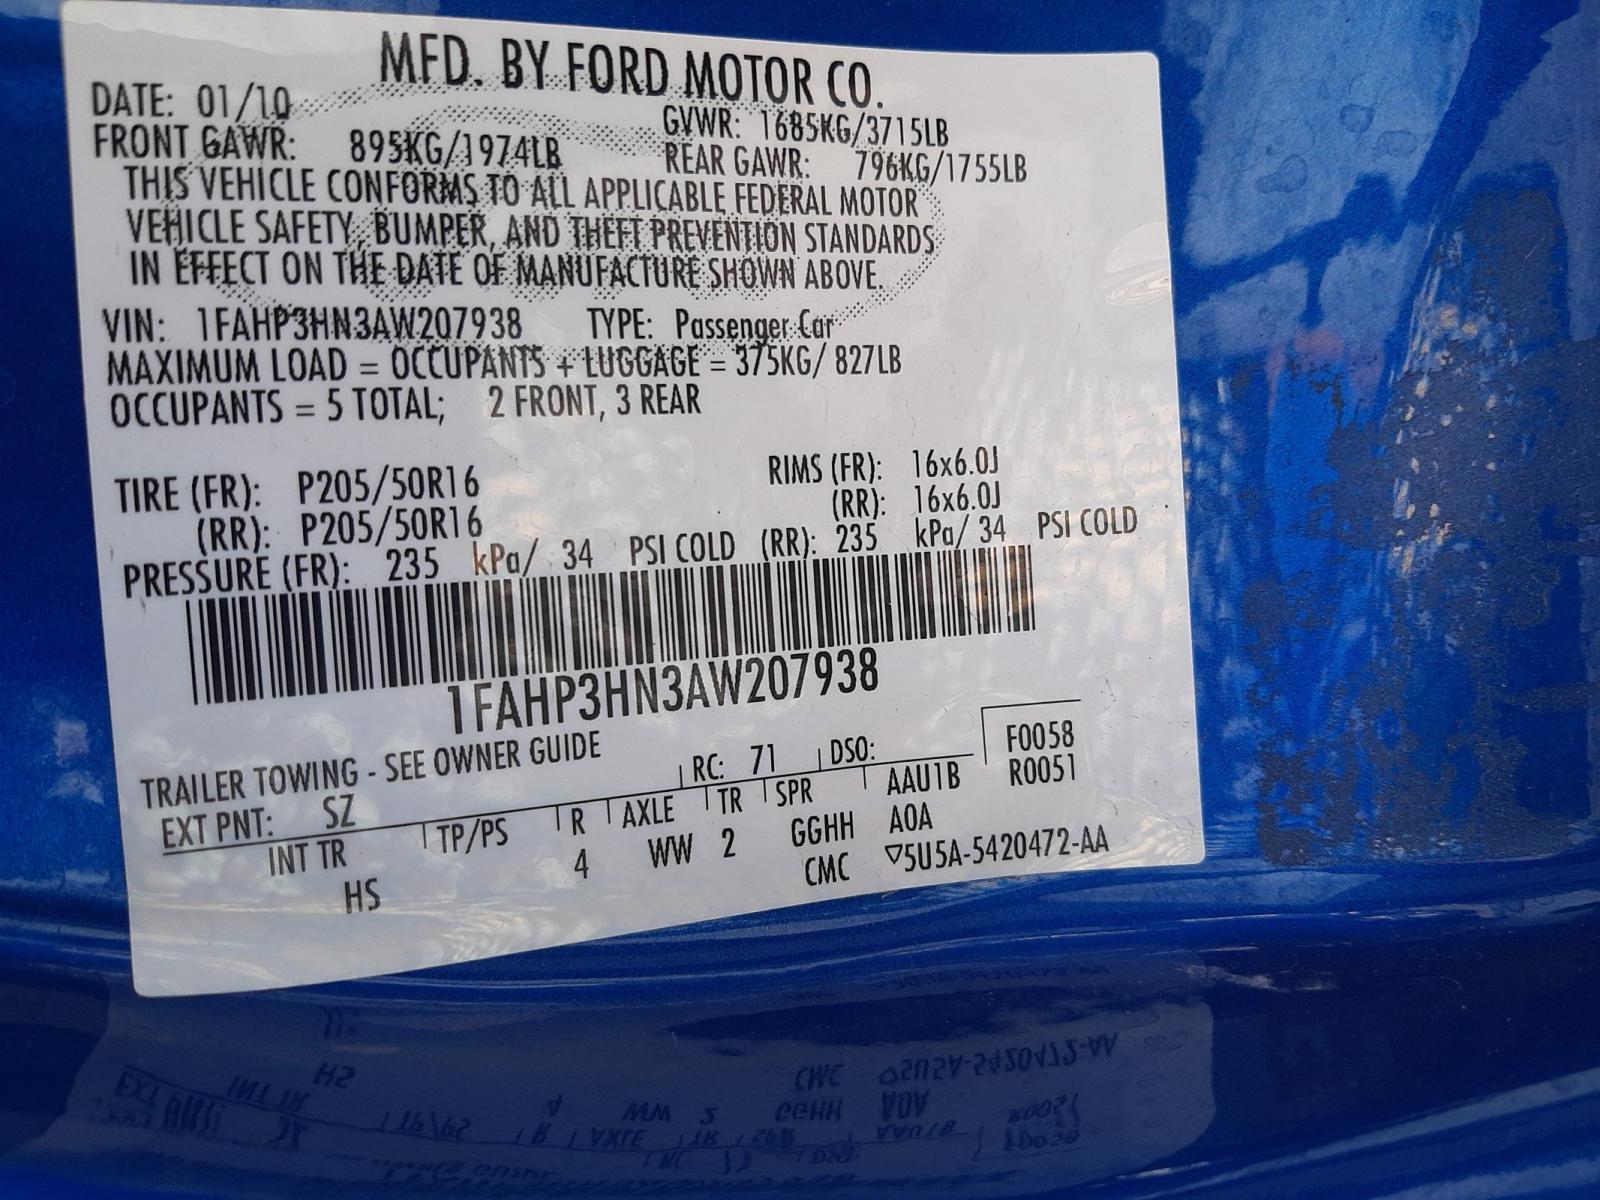 MFD. BY FORD MOTOR CO.
DATE: 01/10
GVWR: 1685KG/3715LB
FRONT GAWR: 895KG/1974LB REAR GAWR: 796KG/1755LB
THIS VEHICLE CONFORMS TO ALL APPLICABLE FEDERAL MOTOR
VEHICLE SAFETY, BUMPER, AND THEFT PREVENTION STANDARDS
IN EFFECT ON THE DATE OF MANUFACTURE SHOWN ABOVE.
VIN: 1FAHP3HN3AW207938 TYPE: Passenger Car
MAXIMUM LOAD = OCCUPANTS + LUGGAGE = 375KG/ 827LB
OCCUPANTS = 5 TOTAL; 2 FRONT, 3 REAR
TIRE (FR): P205/50R16 RIMS (FR): 16x6.0J
(RR): P205/50R16 (RR): 16x6.0J
PRESSURE (FR): 235 kPa/ 34 PSI COLD (RR): 235 kPa/ 34 PSI COLD
1FAHP3HN3AW207938
TRAILER TOWING - SEE OWNER GUIDE
F0058
EXT PNT: SZ RC: 71 DSO: R0051
INT TR TP/PS R AXLE TR SPR AAU1B
HS 4 WW 2 GGHH A0A
CMC ▽5U5A-5420472-AA